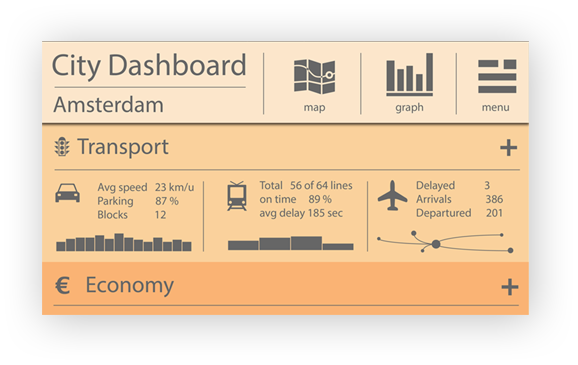 City Dashboard
Amsterdam
map
graph
menu
Transport
+
Avg speed 23 km/u
Parking 87 %
Blocks 12
Total 56 of 64 lines
on time 89 %
avg delay 185 sec
Delayed 3
Arrivals 386
Departured 201
€ Economy
+